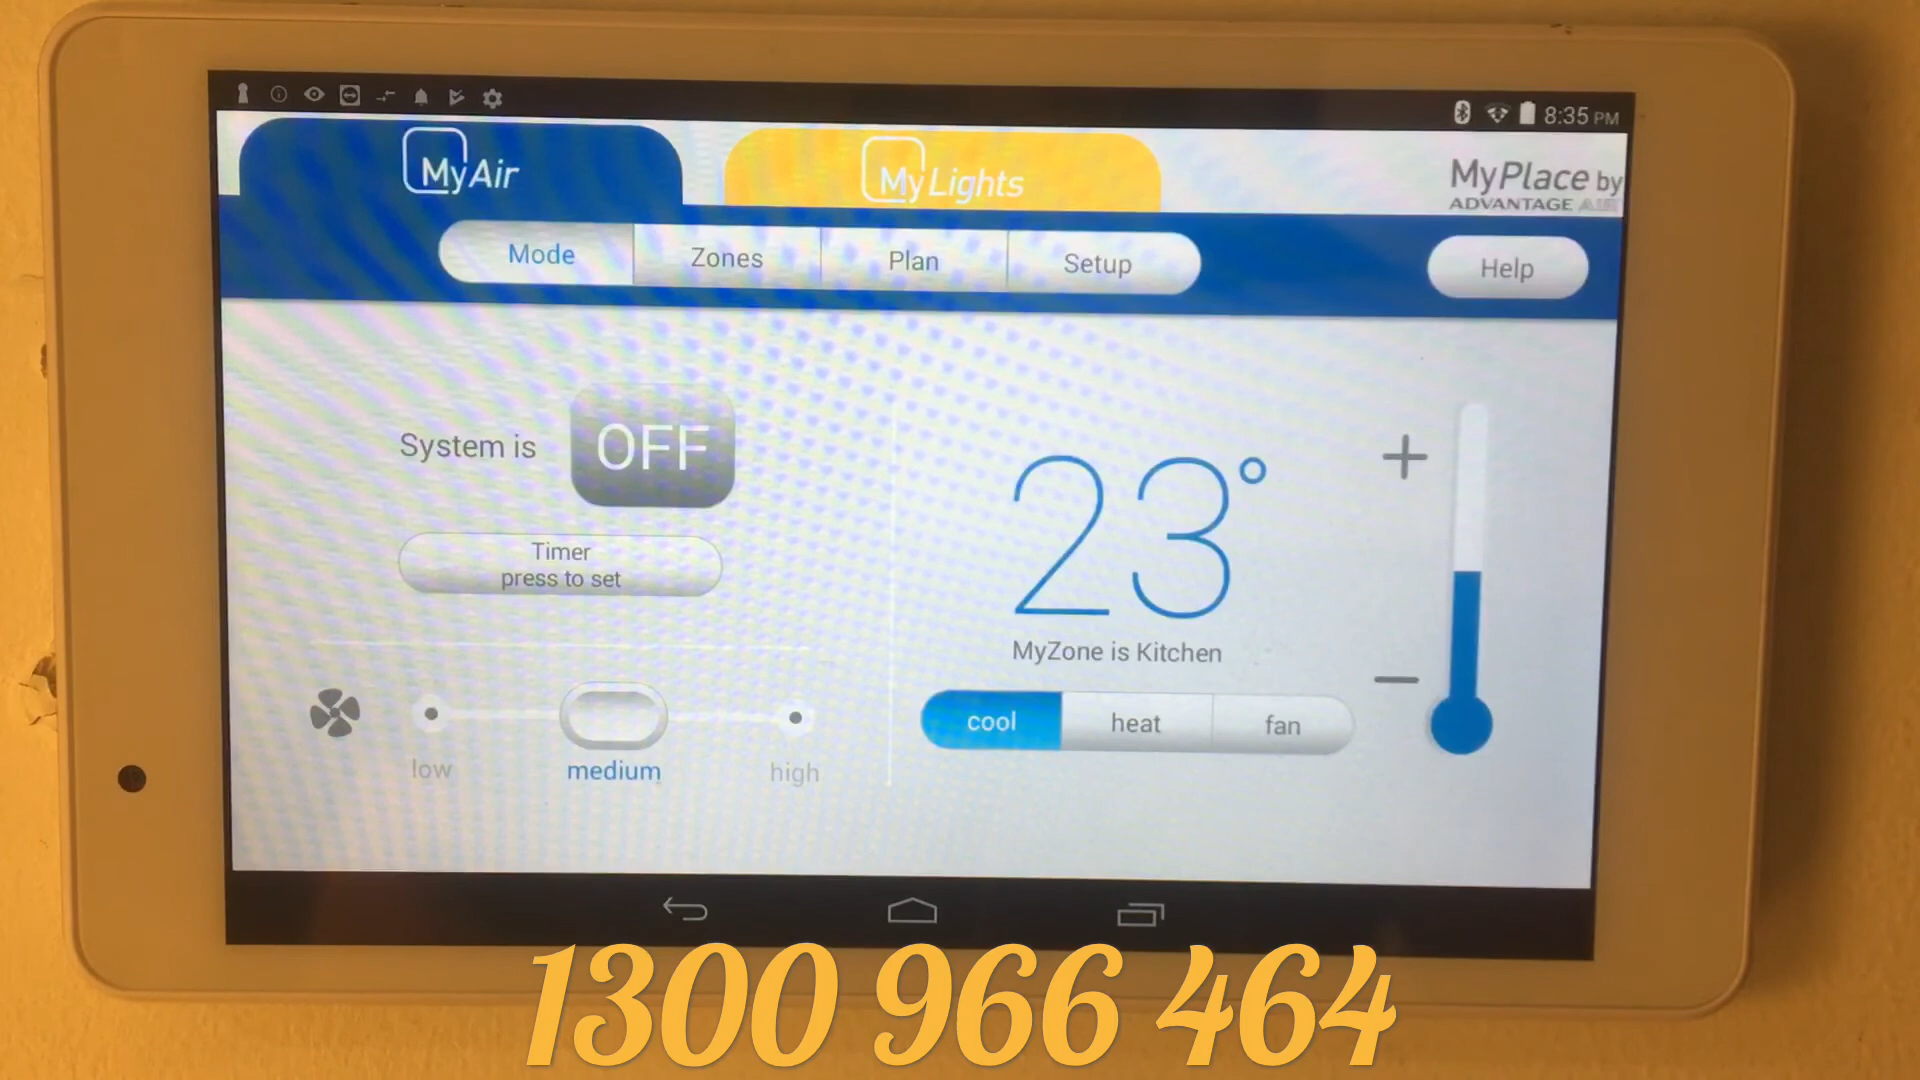 8:35 PM
MyAir
MyLights
MyPlace by
ADVANTAGE AIR
Mode
Zones
Plan
Setup
Help
System is
OFF
Timer
press to set
low
medium
high
23°
MyZone is Kitchen
cool
heat
fan
1300 966 464